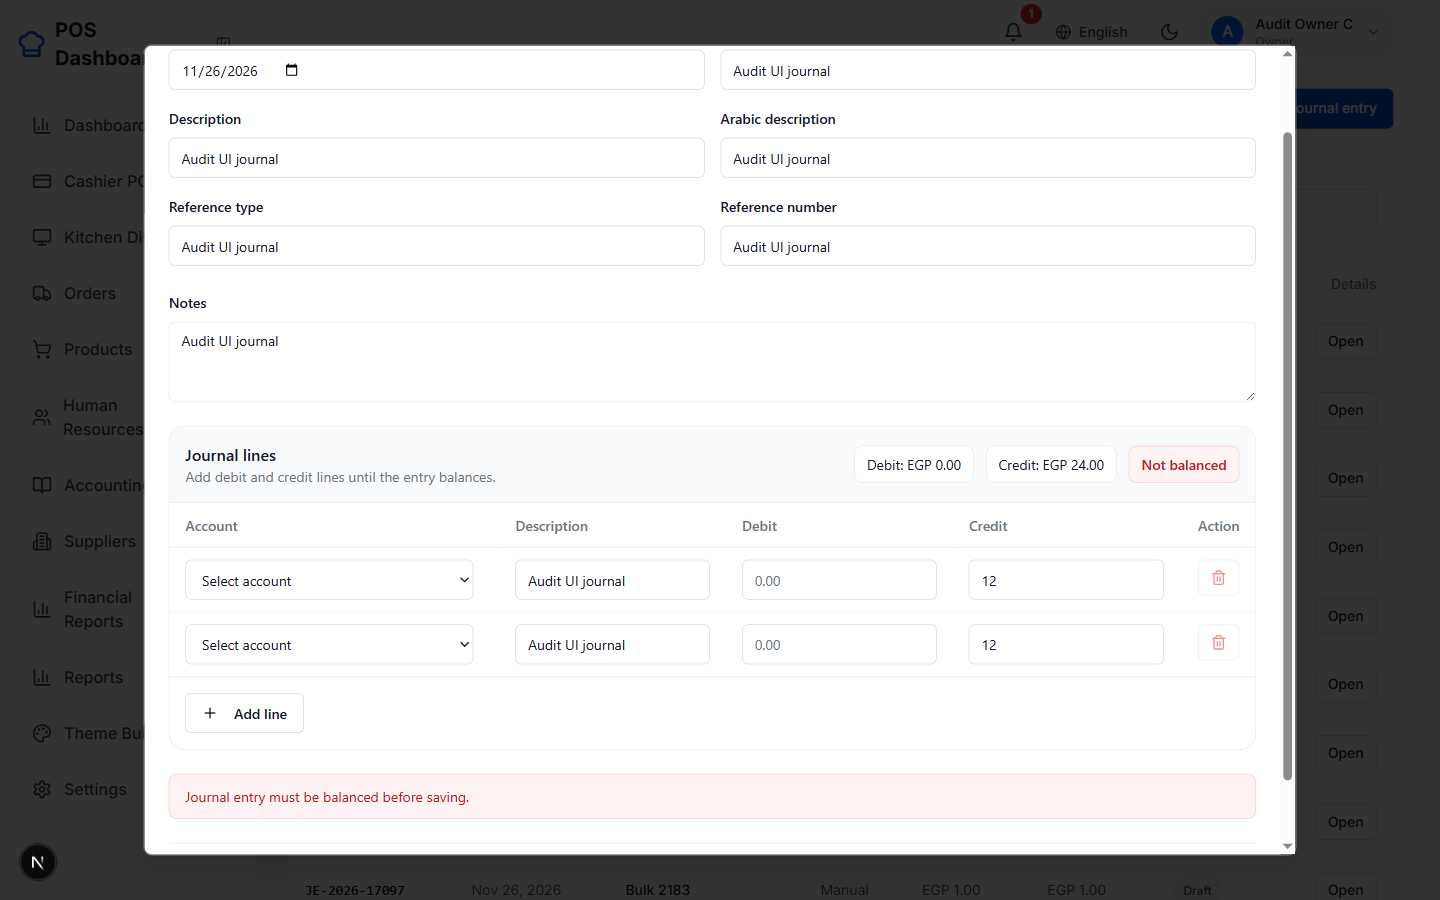 POS
Dashboa
1
English
A
Audit Owner C
Owner
Dashboard
Cashier PO
Kitchen Di
Orders
Products
Human
Resources
Accountin
Suppliers
Financial
Reports
Reports
Theme Bui
Settings
N
ournal entry
11/26/2026
Audit UI journal
Description
Arabic description
Audit UI journal
Audit UI journal
Reference type
Reference number
Audit UI journal
Audit UI journal
Notes
Audit UI journal
Journal lines
Add debit and credit lines until the entry balances.
Debit: EGP 0.00
Credit: EGP 24.00
Not balanced
Account
Description
Debit
Credit
Action
Select account
Audit UI journal
0.00
12
Select account
Audit UI journal
0.00
12
+ Add line
Journal entry must be balanced before saving.
Details
Open
Open
Open
Open
Open
Open
Open
Open
JE-2026-17097
Nov 26, 2026
Bulk 2183
Manual
EGP 1.00
EGP 1.00
Draft
Open